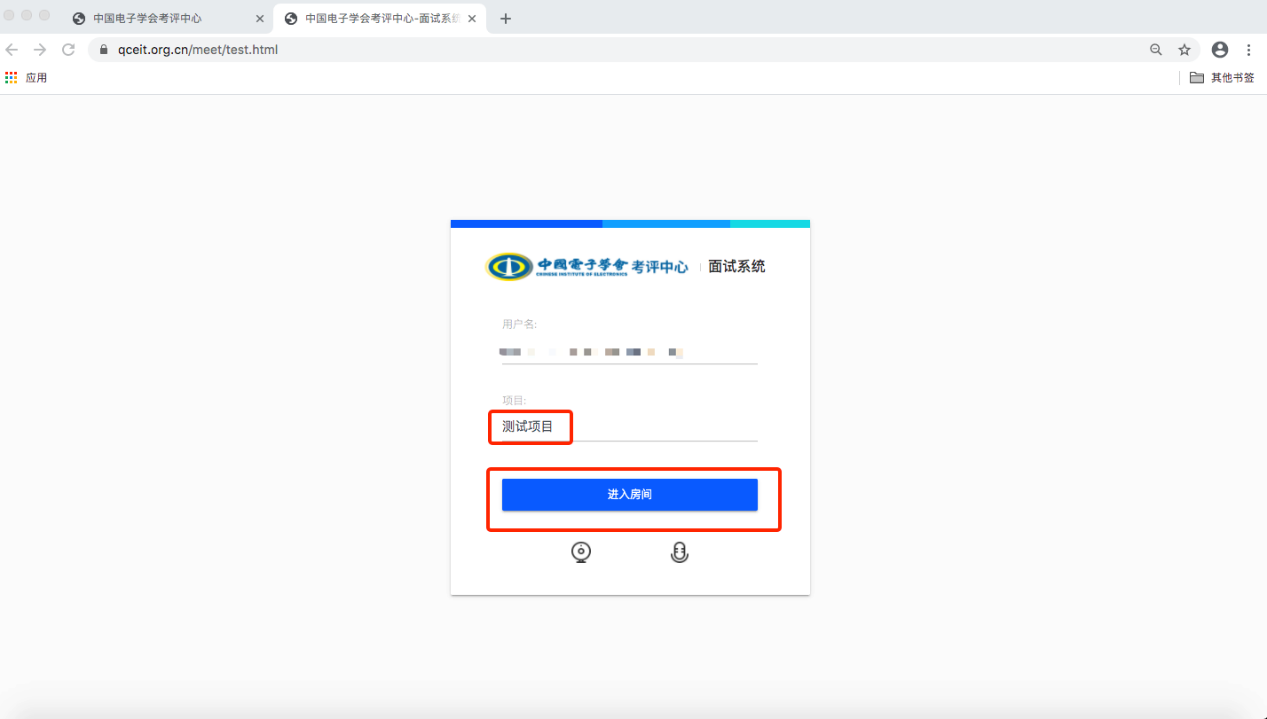 中国电子学会考评中心
中国电子学会考评中心-面试系统
qceit.org.cn/meet/test.html
应用
其他书签
中國電子学會 考评中心 面试系统
CHINESE INSTITUTE OF ELECTRONICS
用户名:
项目:
测试项目
进入房间